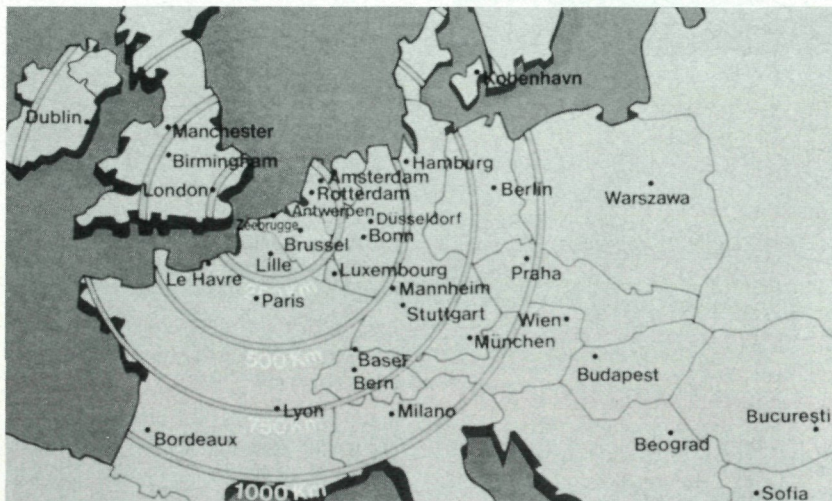 København
Dublin
Manchester
Birmingham
London
Hamburg
Amsterdam
Rotterdam
Berlin
Warszawa
Antwerpen
Zeebrugge
Düsseldorf
Brussel
Bonn
Lille
Le Havre
Luxembourg
Praha
Paris
Mannheim
Stuttgart
Wien
München
500 Km
Basel
Bern
Budapest
Lyon
Milano
750 Km
Bordeaux
Beograd
Bucureşti
1000 Km
Sofia